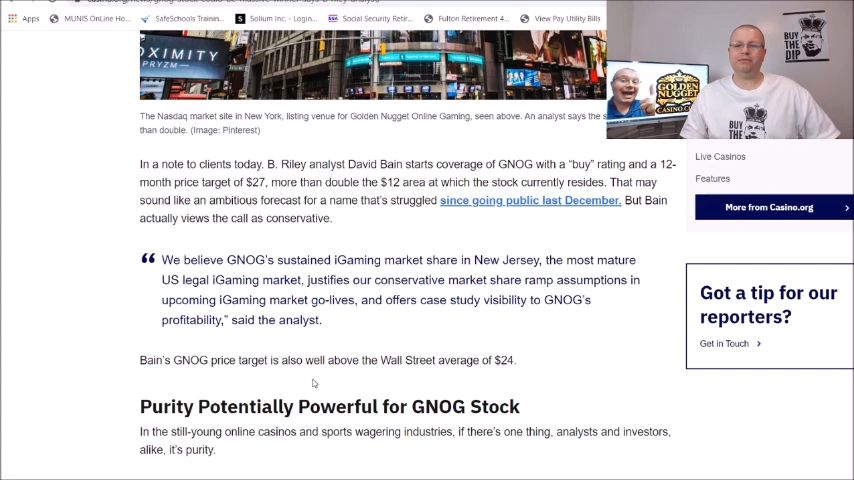 Apps
MUNIS OnLine Ho...
SafeSchools Trainin...
Solium Inc. - Login...
Social Security Retir...
Fulton Retirement 4...
View Pay Utility Bills
OXIMITY
PRYZM
GOLDEN
NUGGET
CASINO.C
BUY
THE
DIP
BUY
THE
The Nasdaq market site in New York, listing venue for Golden Nugget Online Gaming, seen above. An analyst says the s
than double. (Image: Pinterest)
In a note to clients today. B. Riley analyst David Bain starts coverage of GNOG with a “buy” rating and a 12-
month price target of $27, more than double the $12 area at which the stock currently resides. That may
sound like an ambitious forecast for a name that’s struggled since going public last December. But Bain
actually views the call as conservative.
“ We believe GNOG’s sustained iGaming market share in New Jersey, the most mature
US legal iGaming market, justifies our conservative market share ramp assumptions in
upcoming iGaming market go-lives, and offers case study visibility to GNOG’s
profitability,” said the analyst.
Bain’s GNOG price target is also well above the Wall Street average of $24.
Purity Potentially Powerful for GNOG Stock
In the still-young online casinos and sports wagering industries, if there’s one thing, analysts and investors,
alike, it’s purity.
Live Casinos
Features
More from Casino.org
Got a tip for our
reporters?
Get in Touch